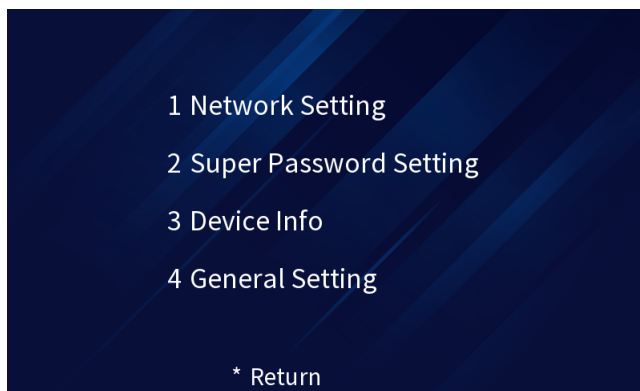 1 Network Setting
2 Super Password Setting
3 Device Info
4 General Setting
* Return